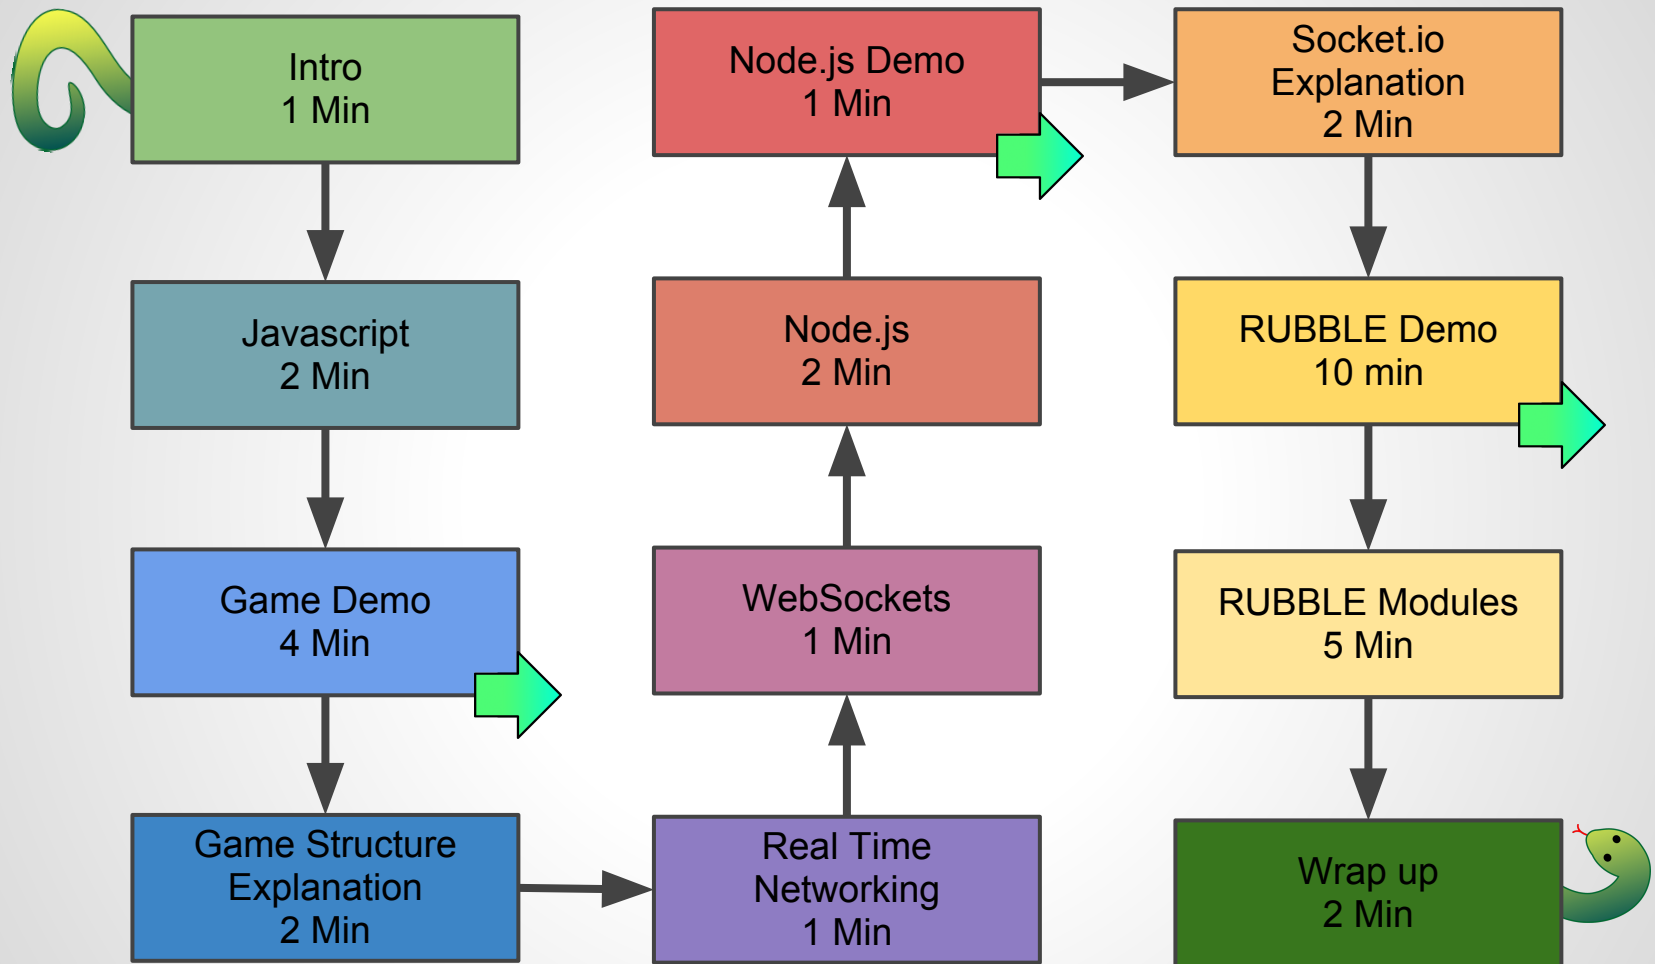 Intro
1 Min
Javascript
2 Min
Game Demo
4 Min
Game Structure
Explanation
2 Min
Real Time
Networking
1 Min
WebSockets
1 Min
Node.js
2 Min
Node.js Demo
1 Min
Socket.io
Explanation
2 Min
RUBBLE Demo
10 min
RUBBLE Modules
5 Min
Wrap up
2 Min